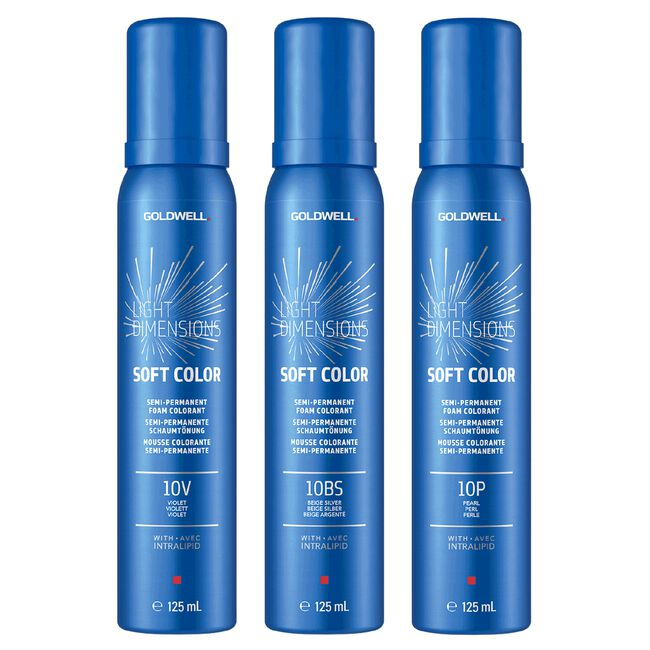 GOLDWELL.
LIGHT
DIMENSIONS
SOFT COLOR
SEMI-PERMANENT
FOAM COLORANT
SEMI-PERMANENTE
SCHAUMTÖNUNG
MOUSSE COLORANTE
SEMI-PERMANENTE
10V
VIOLET
VIOLETT
VIOLET
WITH • AVEC
INTRALIPID
℮ 125 mL
GOLDWELL.
LIGHT
DIMENSIONS
SOFT COLOR
SEMI-PERMANENT
FOAM COLORANT
SEMI-PERMANENTE
SCHAUMTÖNUNG
MOUSSE COLORANTE
SEMI-PERMANENTE
10BS
BEIGE SILVER
BEIGE SILBER
BEIGE ARGENTÉ
WITH • AVEC
INTRALIPID
℮ 125 mL
GOLDWELL.
LIGHT
DIMENSIONS
SOFT COLOR
SEMI-PERMANENT
FOAM COLORANT
SEMI-PERMANENTE
SCHAUMTÖNUNG
MOUSSE COLORANTE
SEMI-PERMANENTE
10P
PEARL
PERL
PERLE
WITH • AVEC
INTRALIPID
℮ 125 mL